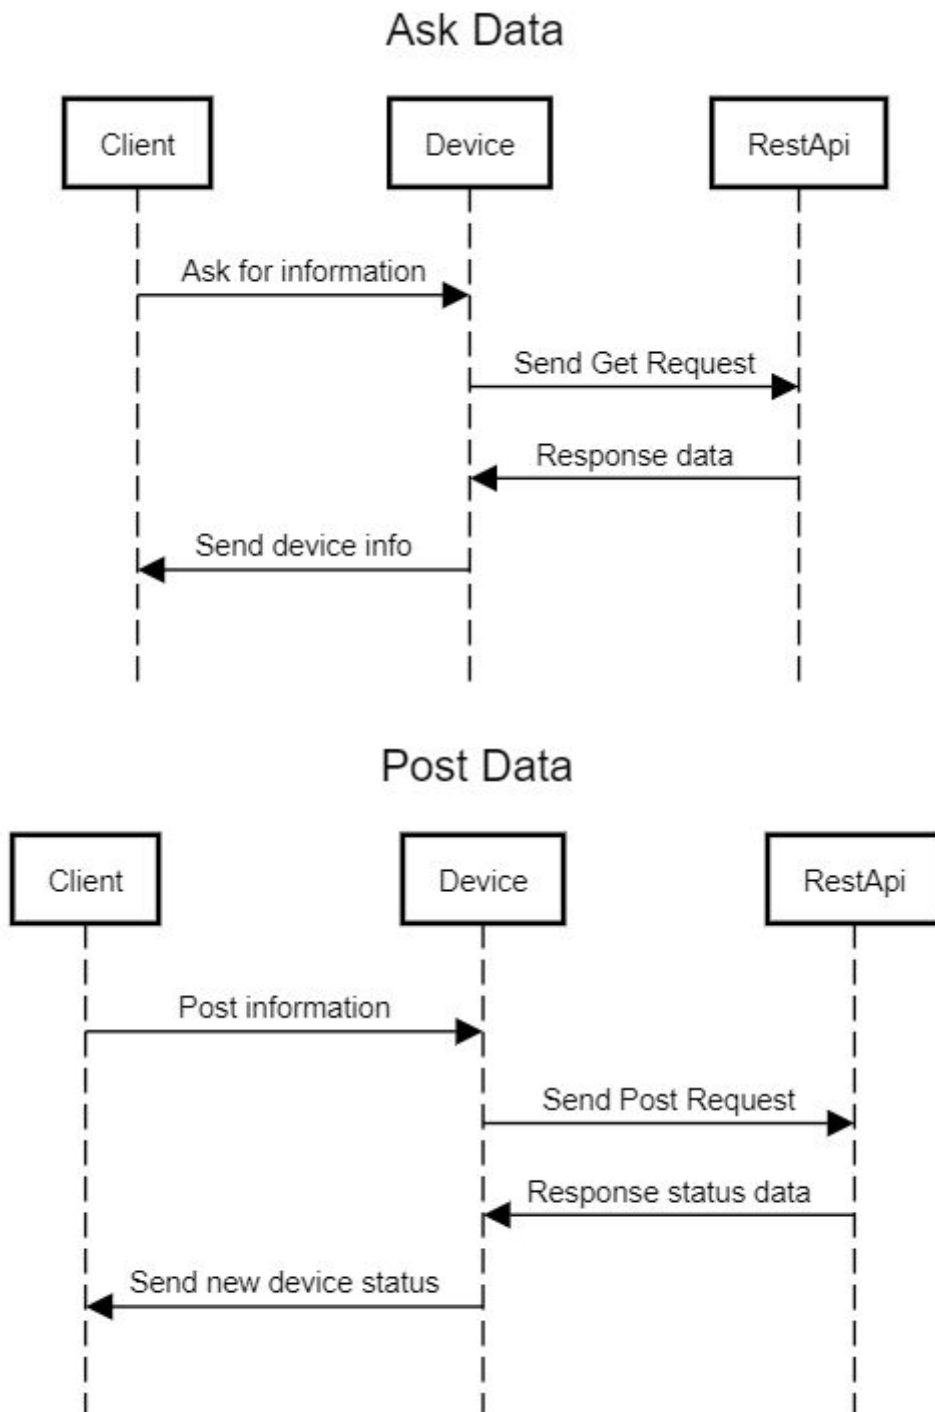 Ask Data
Client
Device
RestApi
Ask for information
Send Get Request
Response data
Send device info
Post Data
Client
Device
RestApi
Post information
Send Post Request
Response status data
Send new device status